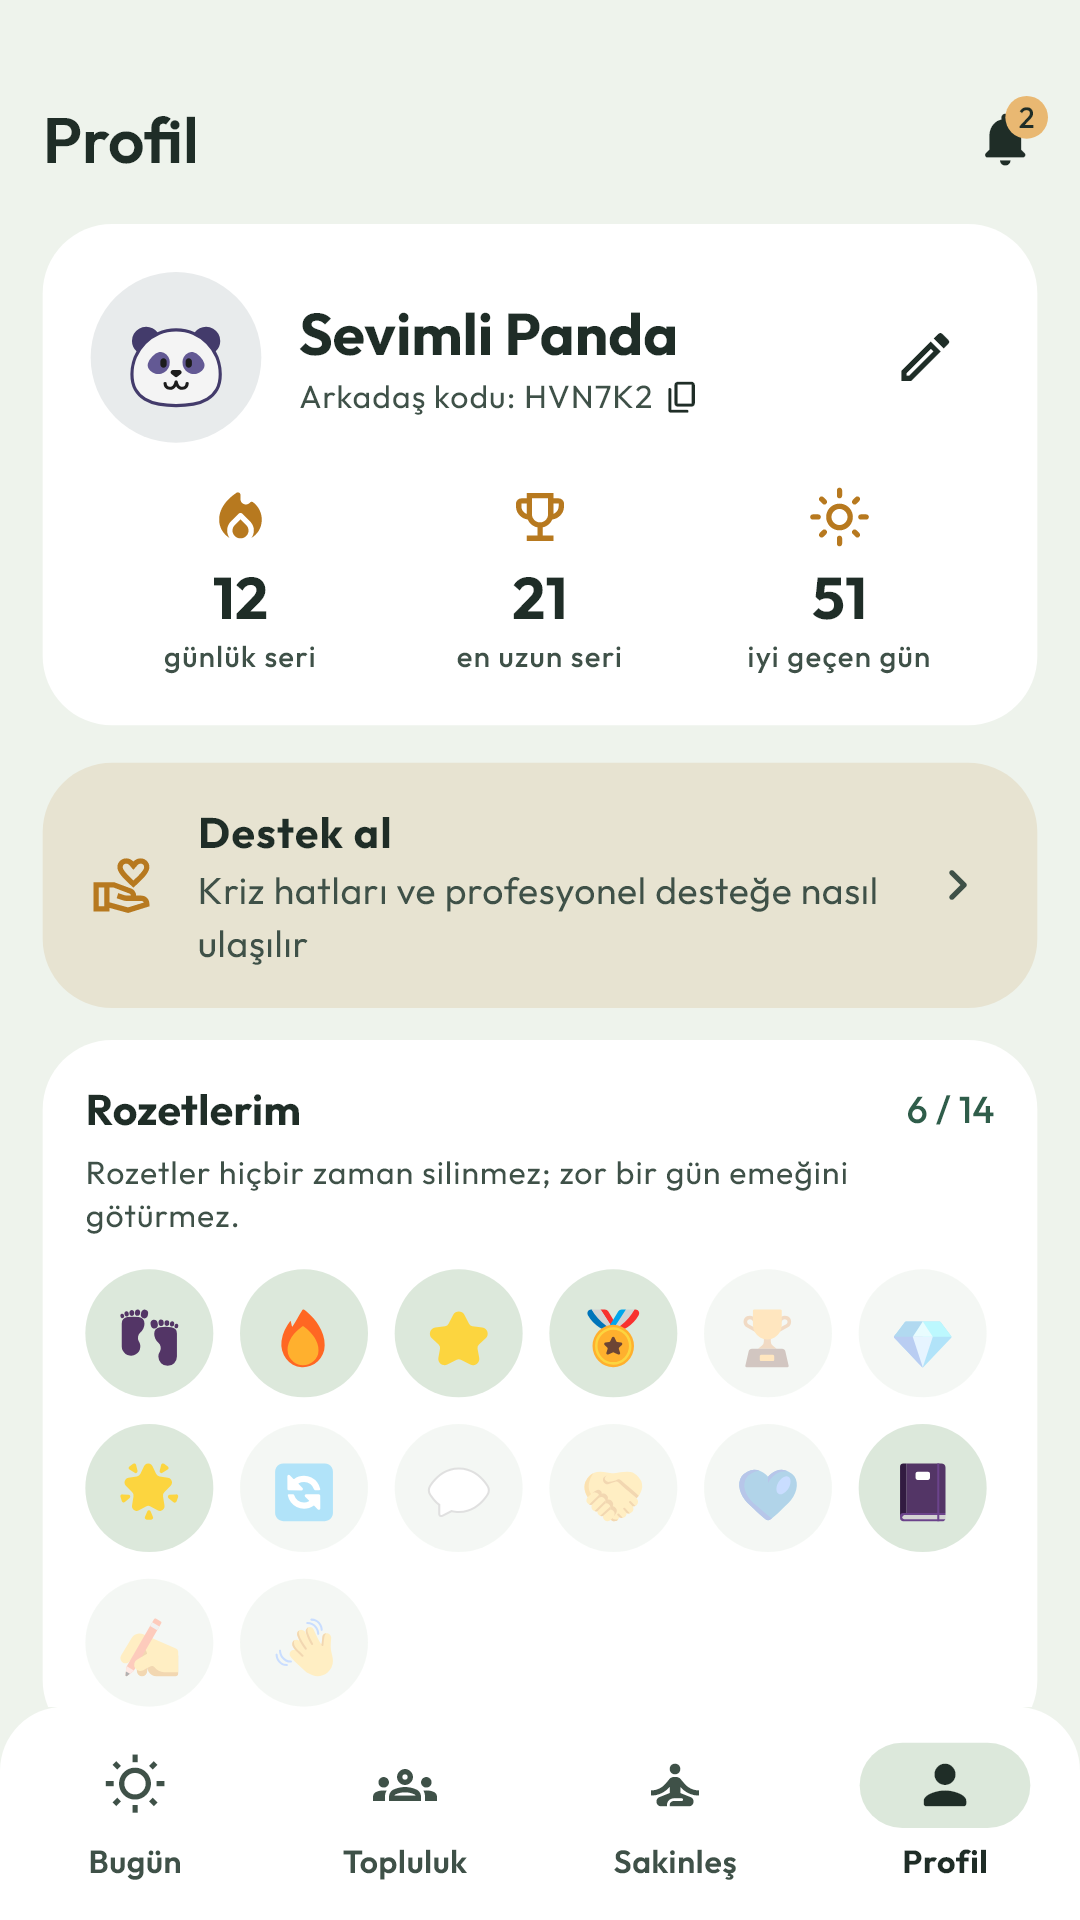 Profil
2
Sevimli Panda
Arkadaş kodu: HVN7K2
12
21
51
günlük seri
en uzun seri
iyi geçen gün
Destek al
Kriz hatları ve profesyonel desteğe nasıl
ulaşılır
Rozetlerim
6 / 14
Rozetler hiçbir zaman silinmez; zor bir gün emeğini
götürmez.
Bugün
Topluluk
Sakinleş
Profil